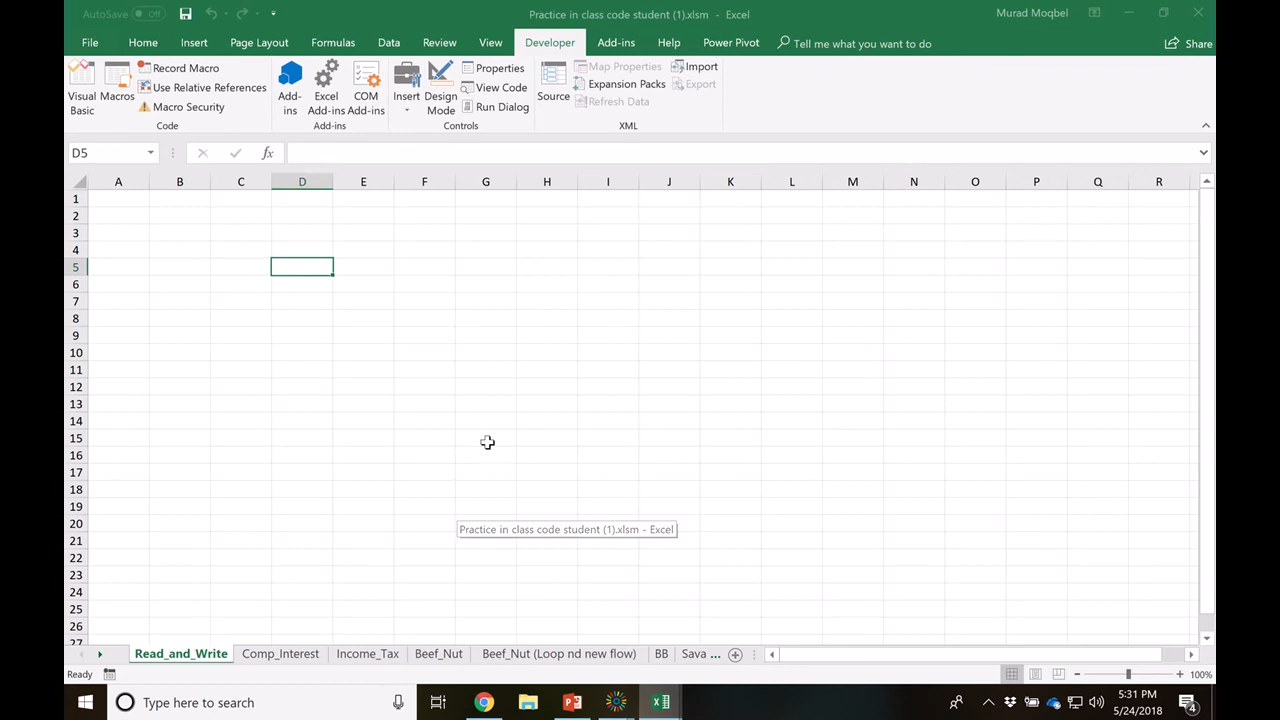 AutoSave Off
Practice in class code student (1).xlsm - Excel
Murad Moqbel
File Home Insert Page Layout Formulas Data Review View Developer Add-ins Help Power Pivot Tell me what you want to do Share
Visual Basic
Macros
Record Macro
Use Relative References
Macro Security
Code
Add-ins
Excel Add-ins
COM Add-ins
Add-ins
Insert
Design Mode
Properties
View Code
Run Dialog
Controls
Source
Map Properties
Expansion Packs
Refresh Data
Import
Export
XML
D5
fx
A B C D E F G H I J K L M N O P Q R
1
2
3
4
5
6
7
8
9
10
11
12
13
14
15
16
17
18
19
20
21
22
23
24
25
26
27
Practice in class code student (1).xlsm - Excel
Read_and_Write Comp_Interest Income_Tax Beef_Nut Beef_Nut (Loop nd new flow) BB Sava ...
Ready
100%
Type here to search
5:31 PM
5/24/2018
4